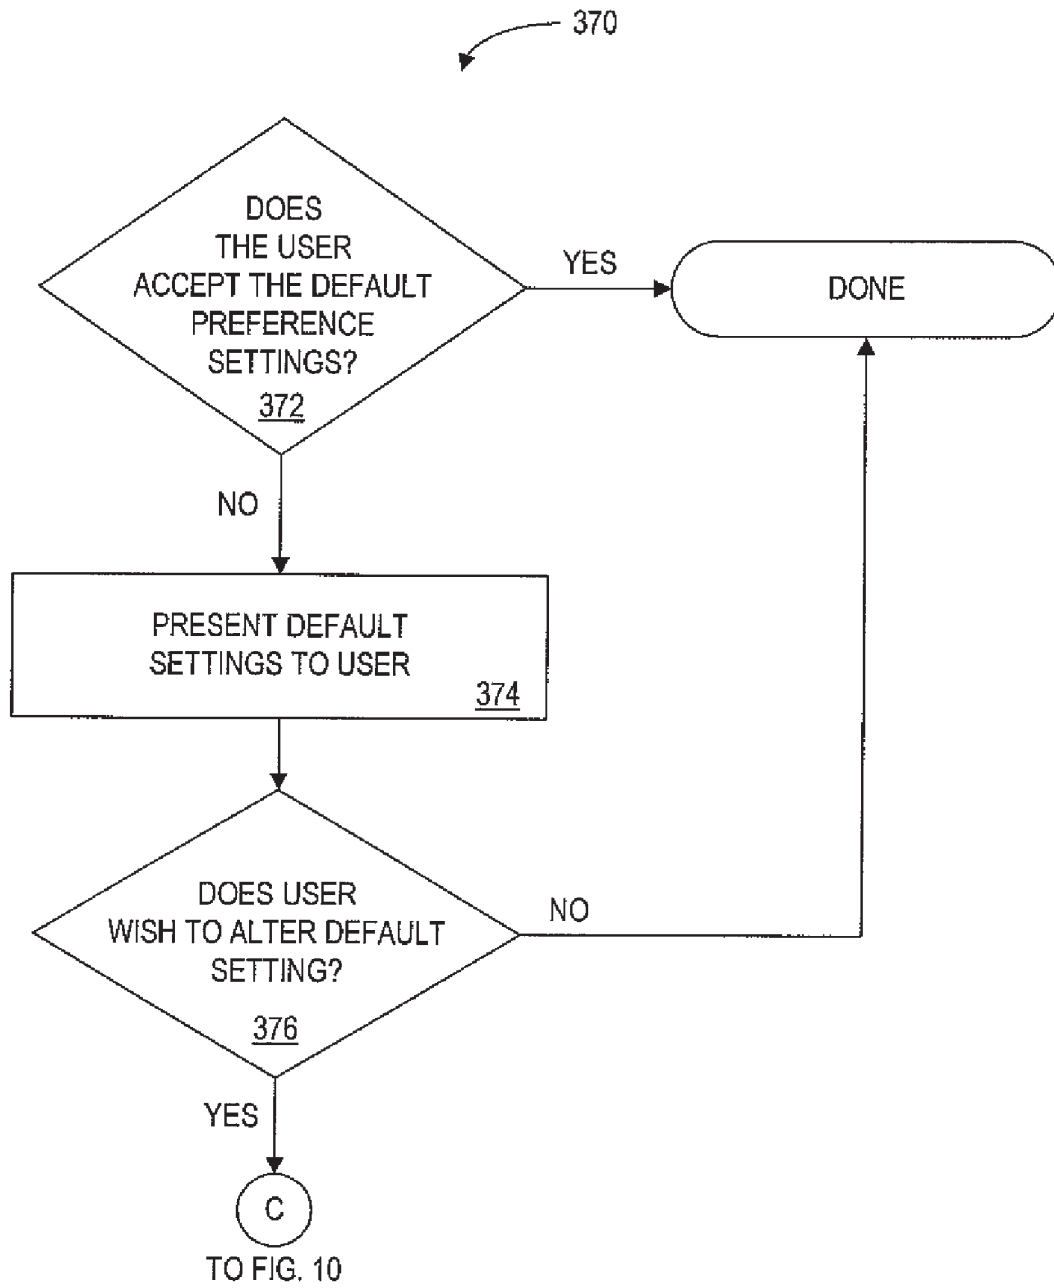 370
DOES
THE USER
ACCEPT THE DEFAULT
PREFERENCE
SETTINGS?
372
YES
DONE
NO
PRESENT DEFAULT
SETTINGS TO USER
374
DOES USER
WISH TO ALTER DEFAULT
SETTING?
376
NO
YES
C
TO FIG. 10